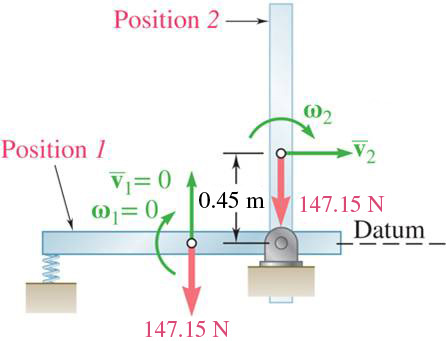 Position 2
ω₂
Position 1
v̅₂
v̅₁ = 0
0.45 m
147.15 N
ω₁ = 0
Datum
147.15 N